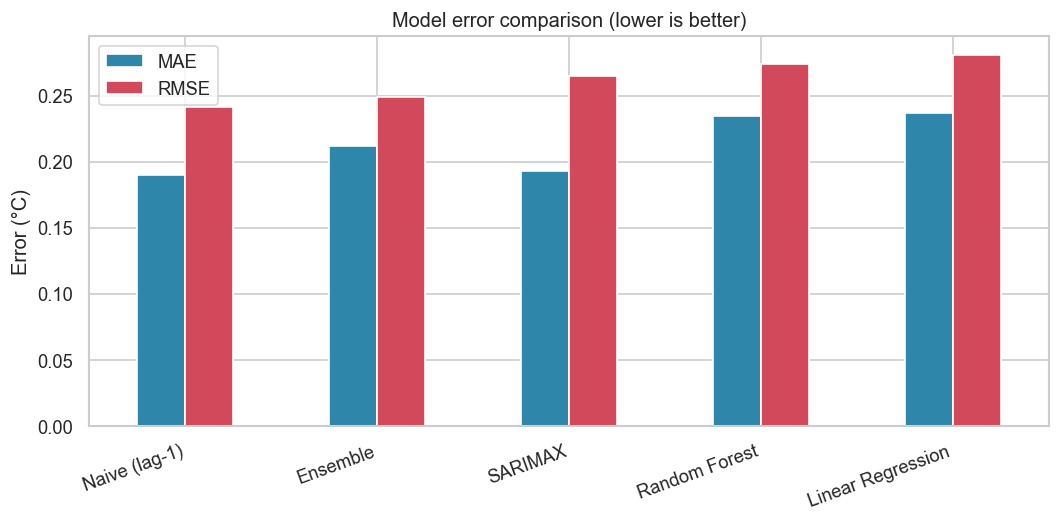 Model error comparison (lower is better)
MAE
RMSE
Error (°C)
0.25
0.20
0.15
0.10
0.05
0.00
Naive (lag-1)
Ensemble
SARIMAX
Random Forest
Linear Regression